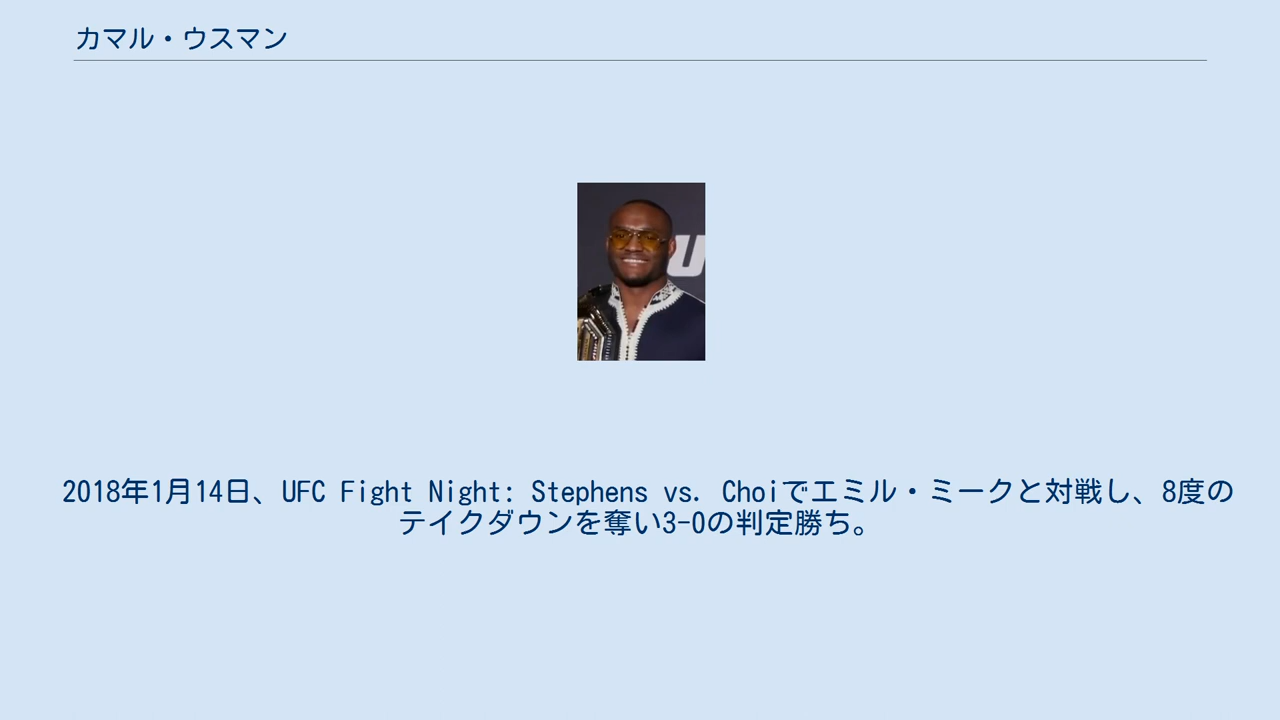 カマル・ウスマン
U
2018年1月14日、UFC Fight Night: Stephens vs. Choiでエミル・ミークと対戦し、8度の
テイクダウンを奪い3-0の判定勝ち。